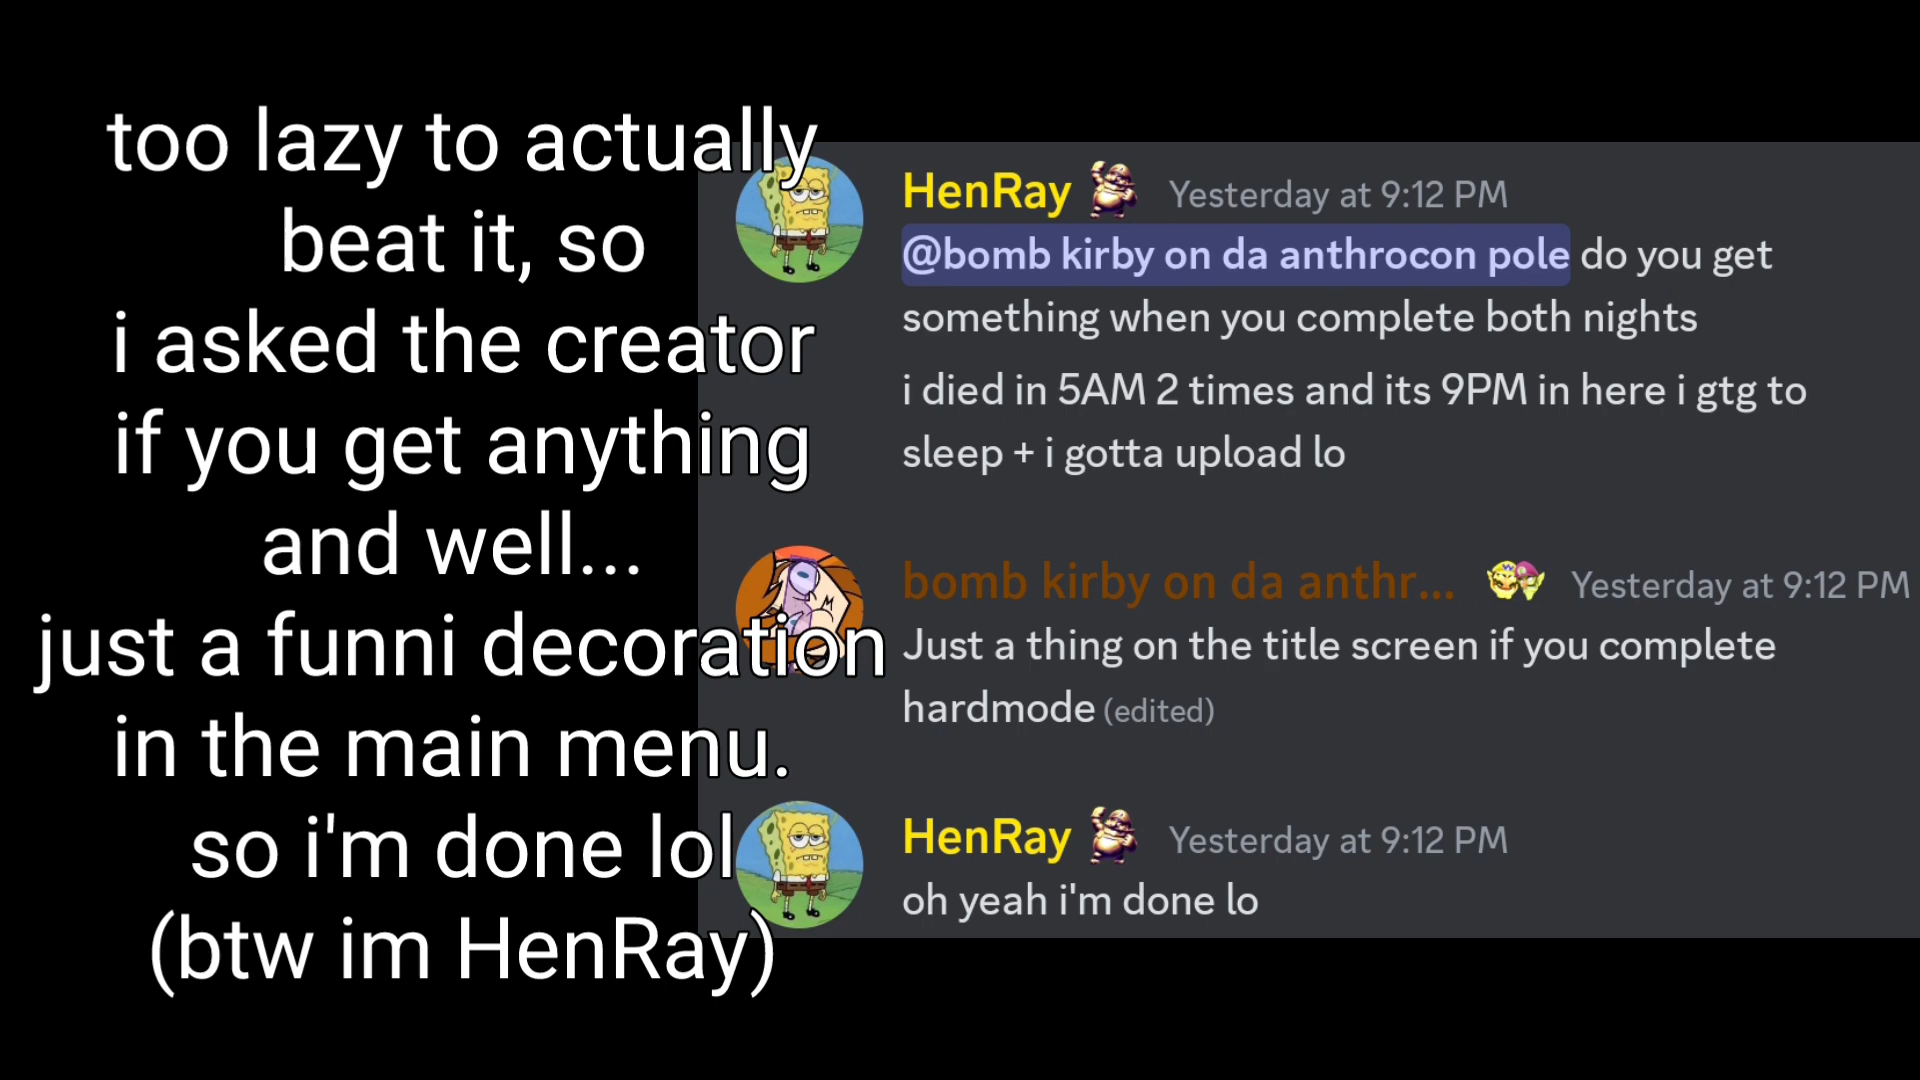 too lazy to actually
beat it, so
i asked the creator
if you get anything
and well...
just a funni decoration
in the main menu.
so i'm done lol
(btw im HenRay)
HenRay Yesterday at 9:12 PM
@bomb kirby on da anthrocon pole do you get
something when you complete both nights
i died in 5AM 2 times and its 9PM in here i gtg to
sleep + i gotta upload lo
bomb kirby on da anthr... Yesterday at 9:12 PM
Just a thing on the title screen if you complete
hardmode (edited)
HenRay Yesterday at 9:12 PM
oh yeah i'm done lo